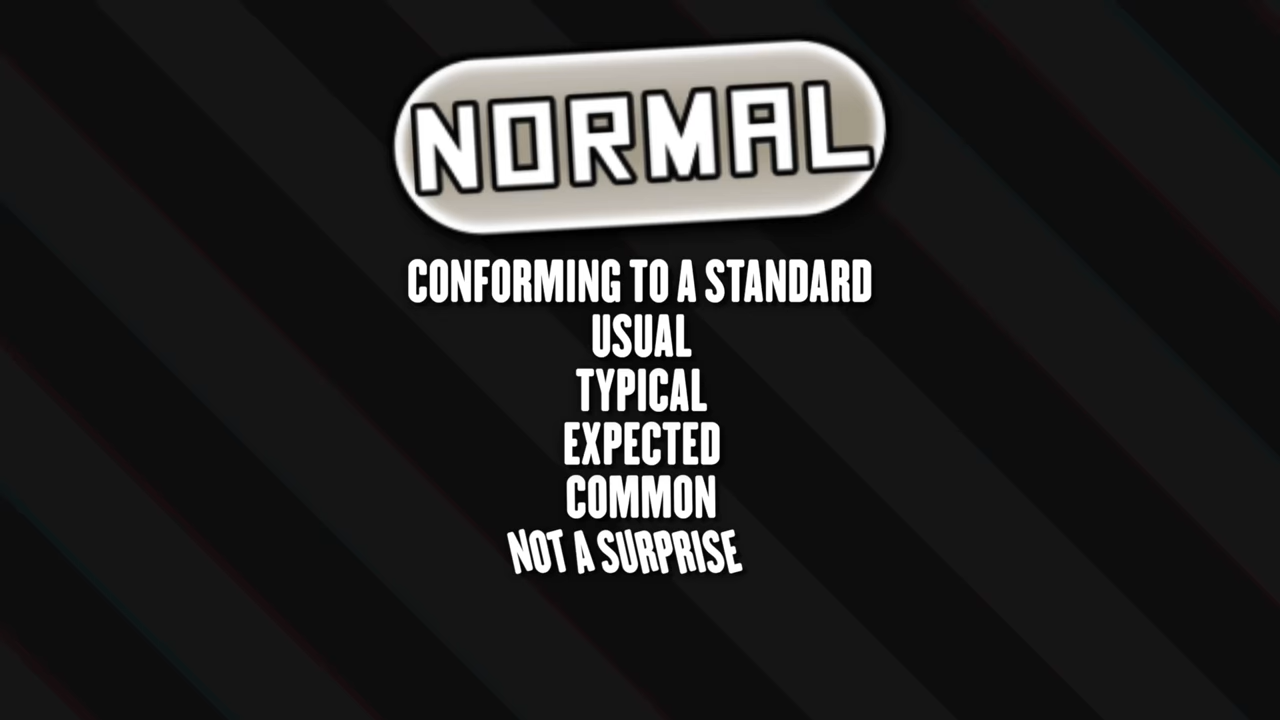 NORMAL
CONFORMING TO A STANDARD
USUAL
TYPICAL
EXPECTED
COMMON
NOT A SURPRISE